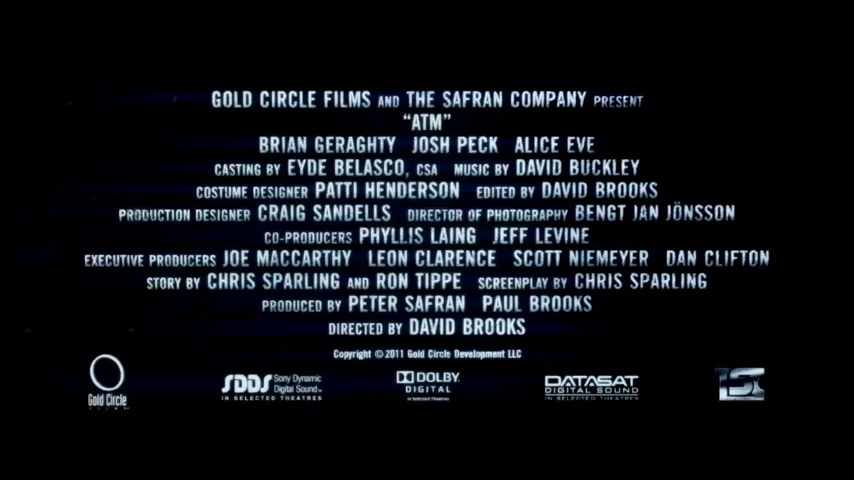 GOLD CIRCLE FILMS AND THE SAFRAN COMPANY PRESENT
"ATM"
BRIAN GERAGHTY JOSH PECK ALICE EVE
CASTING BY EYDE BELASCO, CSA MUSIC BY DAVID BUCKLEY
COSTUME DESIGNER PATTI HENDERSON EDITED BY DAVID BROOKS
PRODUCTION DESIGNER CRAIG SANDELLS DIRECTOR OF PHOTOGRAPHY BENGT JAN JÖNSSON
CO-PRODUCERS PHYLLIS LAING JEFF LEVINE
EXECUTIVE PRODUCERS JOE MACCARTHY LEON CLARENCE SCOTT NIEMEYER DAN CLIFTON
STORY BY CHRIS SPARLING AND RON TIPPE SCREENPLAY BY CHRIS SPARLING
PRODUCED BY PETER SAFRAN PAUL BROOKS
DIRECTED BY DAVID BROOKS
Copyright © 2011 Gold Circle Development LLC
Gold Circle
FILMS
SDDS Sony Dynamic
Digital Sound™
IN SELECTED THEATRES
DOLBY
DIGITAL
In Selected Theatres
DATASAT
DIGITAL SOUND
IN SELECTED THEATRES